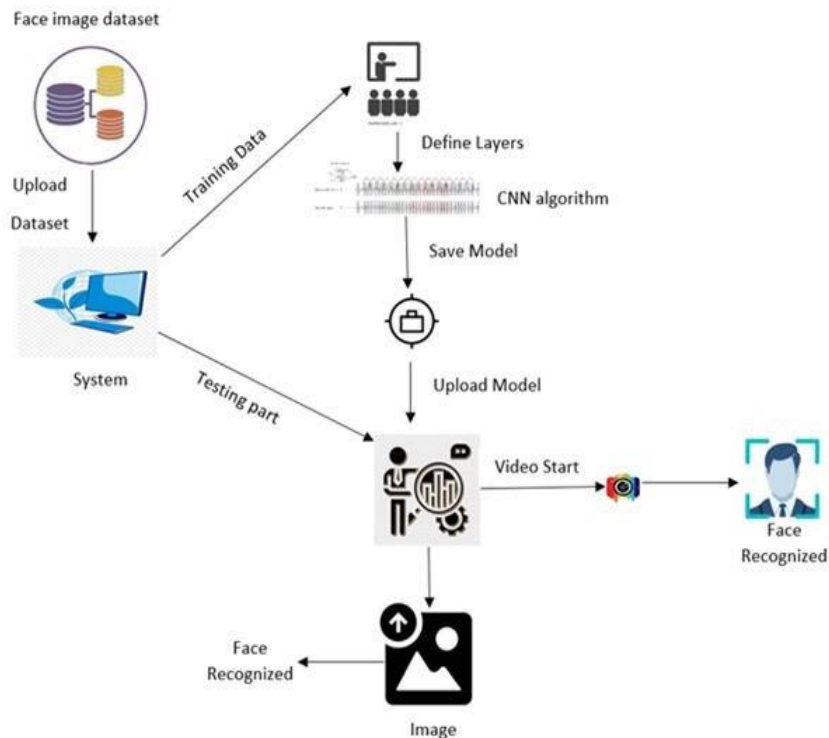 Face image dataset
Upload
Dataset
System
Training Data
Define Layers
CNN algorithm
Save Model
Upload Model
Testing part
Video Start
Face
Recognized
Face
Recognized
Image